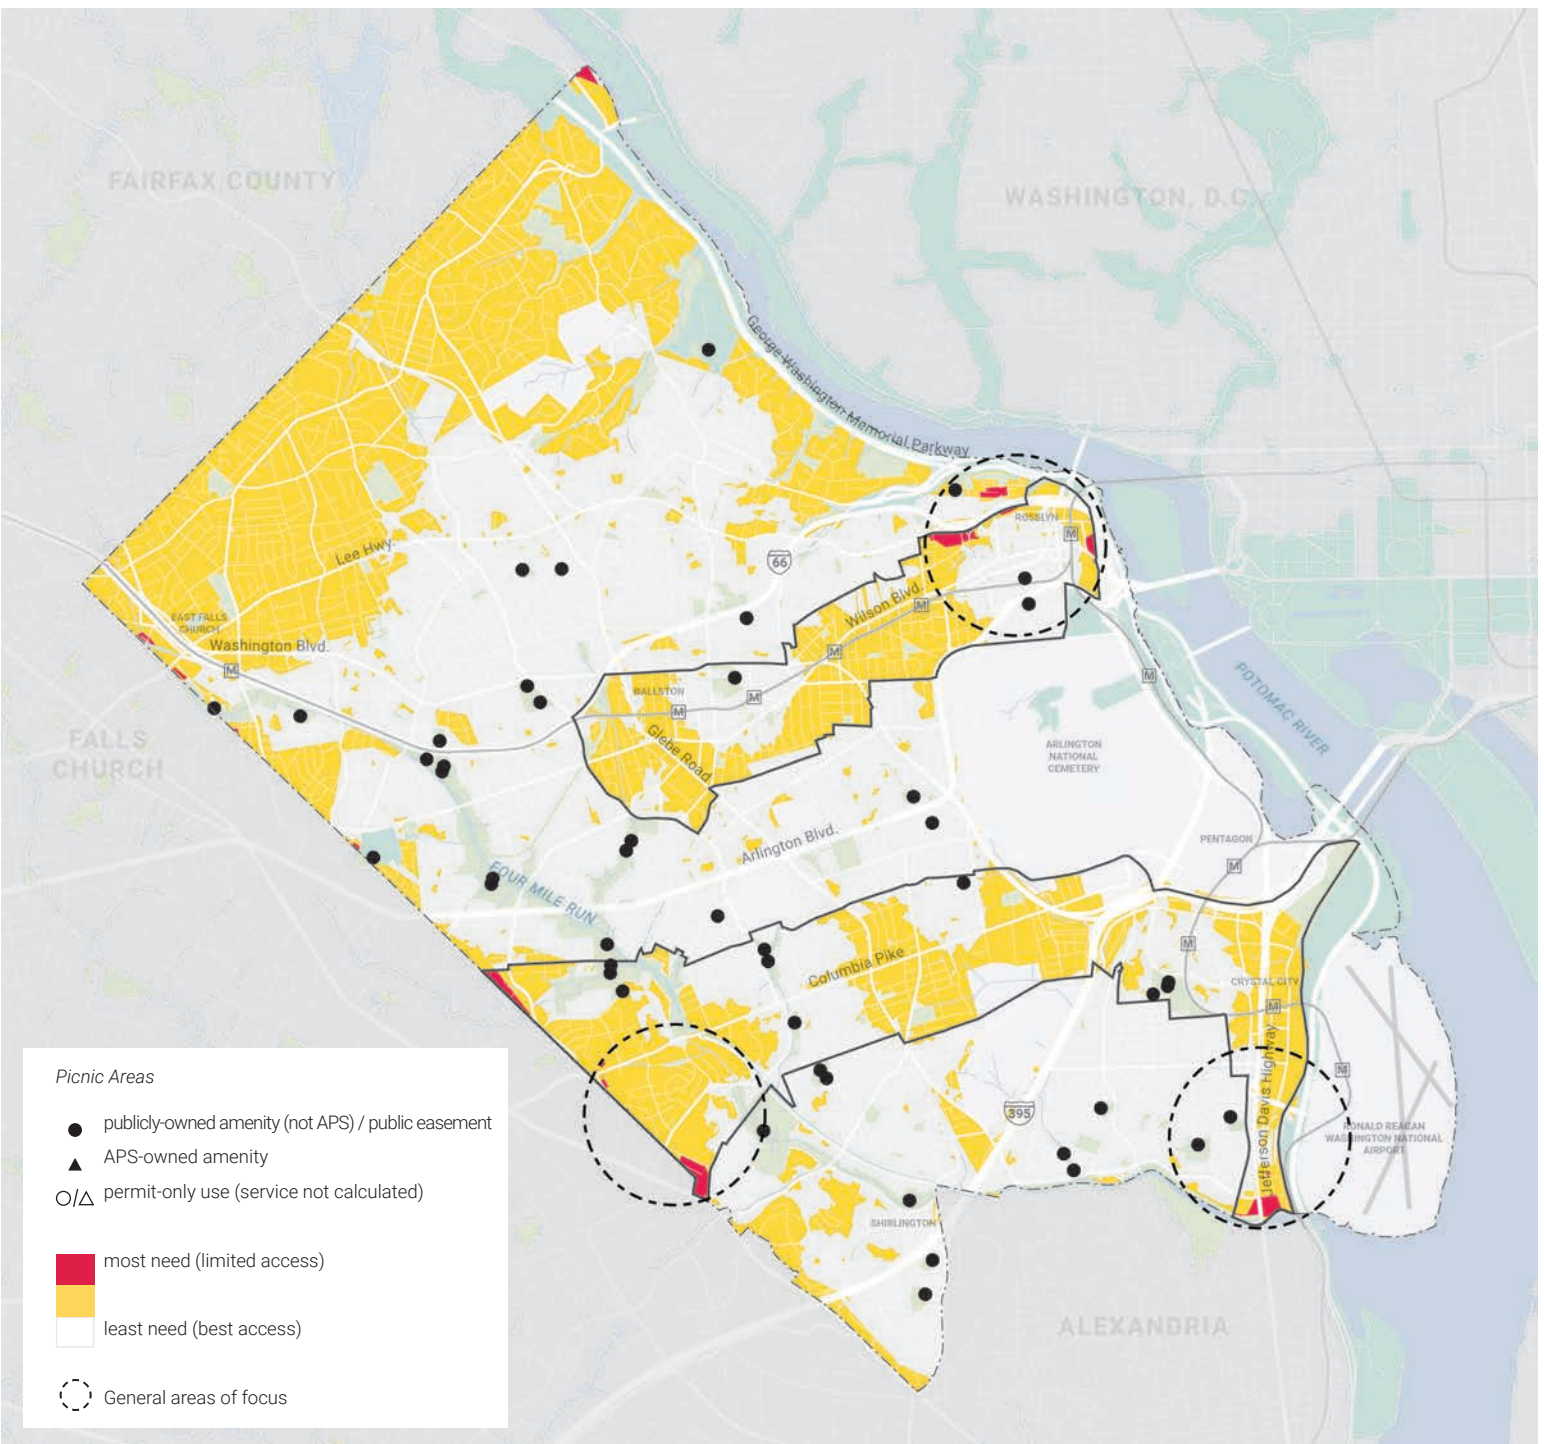 FAIRFAX COUNTY
WASHINGTON, D.C.
George Washington Memorial Parkway
ROSSLYN
M
66
Lee Hwy.
Wilson Blvd.
M
EAST FALLS
CHURCH
Washington Blvd.
M
M
BALLSTON
M
M
M
POTOMAC RIVER
Glebe Road
FALLS
CHURCH
ARLINGTON
NATIONAL
CEMETERY
Arlington Blvd.
PENTAGON
M
FOUR MILE RUN
Columbia Pike
M
CRYSTAL CITY
M
Jefferson Davis Highway
M
395
RONALD REAGAN
WASHINGTON NATIONAL
AIRPORT
SHIRLINGTON
ALEXANDRIA
Picnic Areas
publicly-owned amenity (not APS) / public easement
APS-owned amenity
permit-only use (service not calculated)
most need (limited access)
least need (best access)
General areas of focus